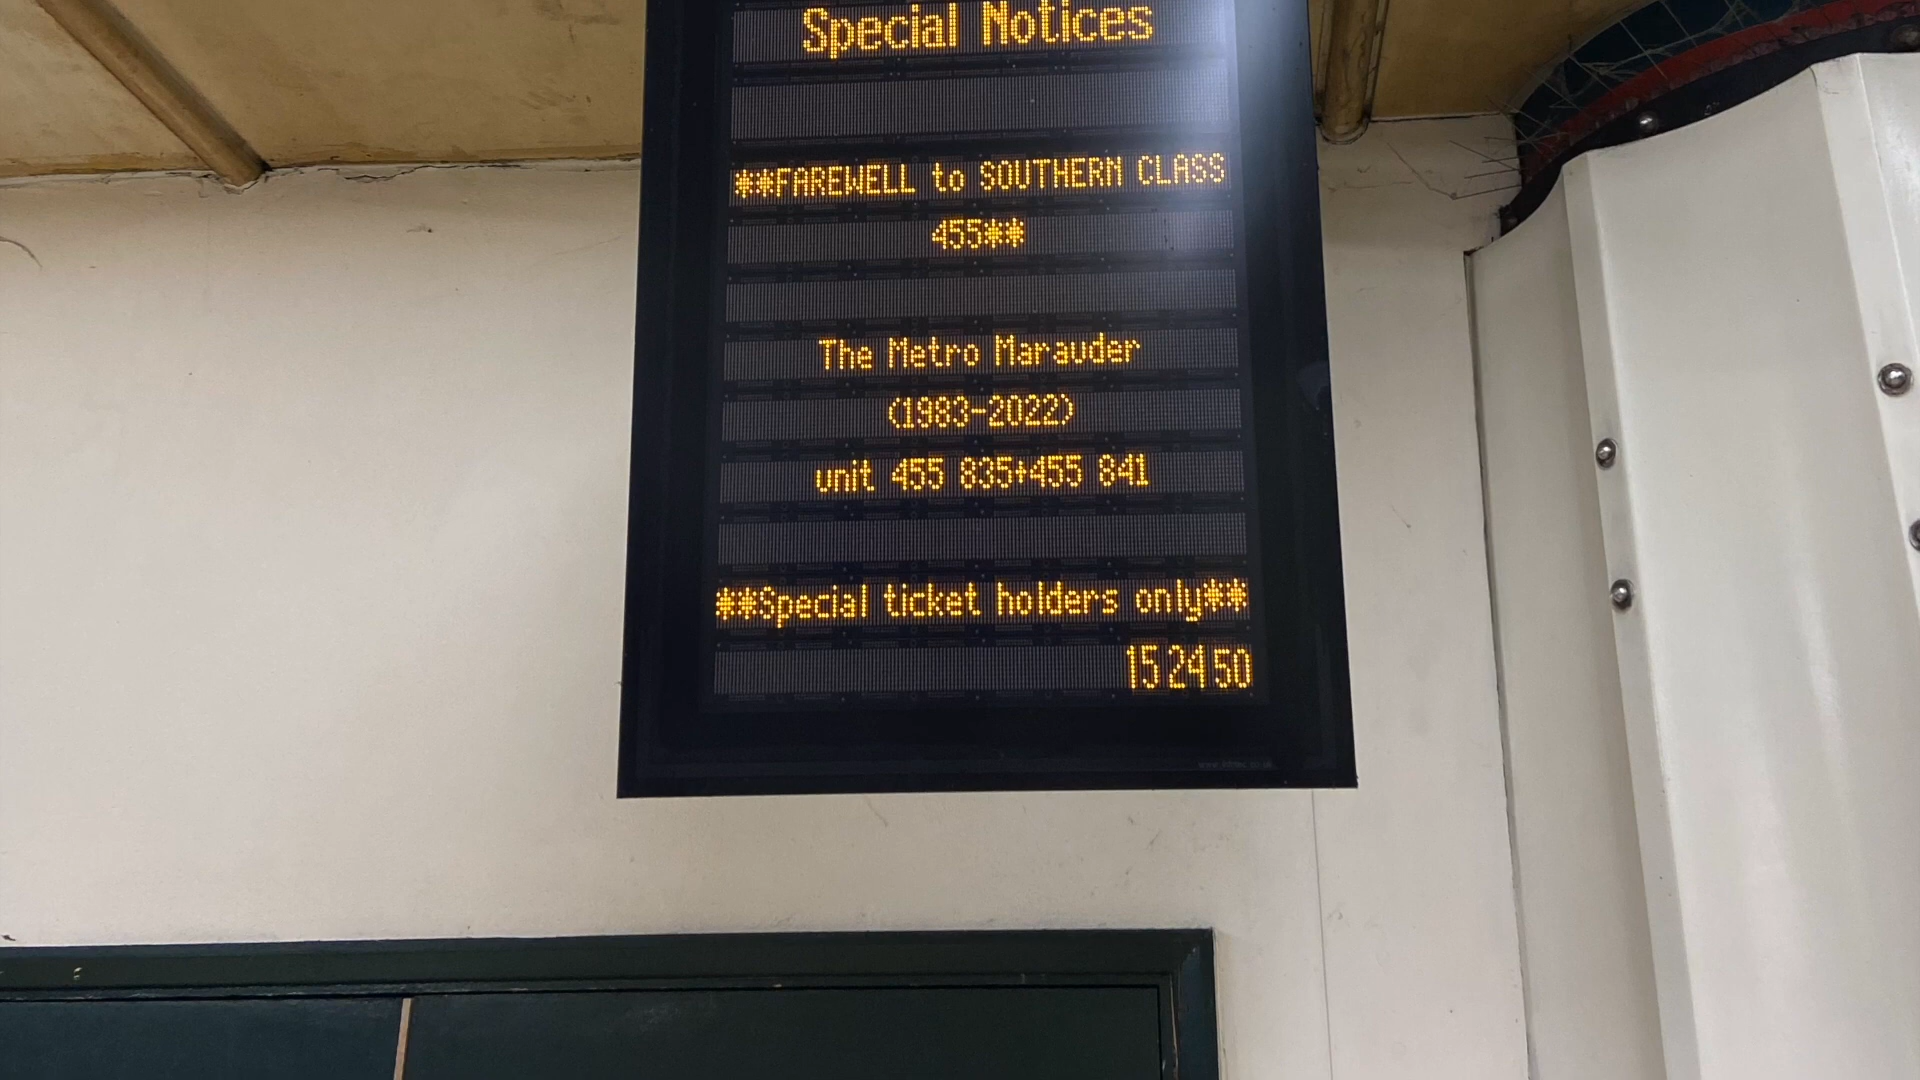 Special Notices
**FAREWELL to SOUTHERN CLASS
455**
The Metro Marauder
(1983-2022)
unit 455 835+455 841
**Special ticket holders only**
15 24 50